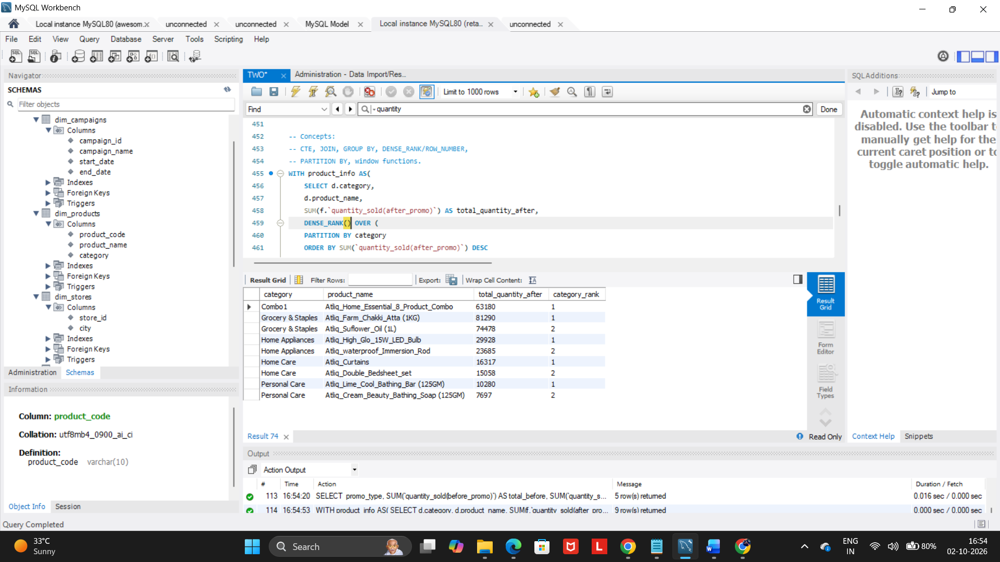 MySQL Workbench
Local instance MySQL80 (awesom...
unconnected
unconnected
MySQL Model
Local instance MySQL80 (reta...
unconnected
File Edit View Query Database Server Tools Scripting Help
Navigator
SCHEMAS
Filter objects
dim_campaigns
Columns
campaign_id
campaign_name
start_date
end_date
Indexes
Foreign Keys
Triggers
dim_products
Columns
product_code
product_name
category
Indexes
Foreign Keys
Triggers
dim_stores
Columns
store_id
city
Indexes
Foreign Keys
Triggers
Administration Schemas
Information
Column: product_code
Collation: utf8mb4_0900_ai_ci
Definition:
product_code varchar(10)
Object Info Session
Query Completed
TWO*
Administration - Data Import/Res...
Limit to 1000 rows
Find
quantity
Done
451
452 -- Concepts:
453 -- CTE, JOIN, GROUP BY, DENSE_RANK/ROW_NUMBER,
454 -- PARTITION BY, window functions.
455 WITH product_info AS(
456 SELECT d.category,
457 d.product_name,
458 SUM(f.`quantity_sold(after_promo)`) AS total_quantity_after,
459 DENSE_RANK() OVER (
460 PARTITION BY category
461 ORDER BY SUM(`quantity_sold(after_promo)`) DESC
Result Grid Filter Rows: Export: Wrap Cell Content:
category product_name total_quantity_after category_rank
Combo1 Atliq_Home_Essential_8_Product_Combo 63180 1
Grocery & Staples Atliq_Farm_Chakki_Atta (1KG) 81290 1
Grocery & Staples Atliq_Suflower_Oil (1L) 74478 2
Home Appliances Atliq_High_Glo_15W_LED_Bulb 29928 1
Home Appliances Atliq_waterproof_Immersion_Rod 23685 2
Home Care Atliq_Curtains 16317 1
Home Care Atliq_Double_Bedsheet_set 15058 2
Personal Care Atliq_Lime_Cool_Bathing_Bar (125GM) 10280 1
Personal Care Atliq_Cream_Beauty_Bathing_Soap (125GM) 7697 2
Result Grid
Form Editor
Field Types
Result 74
Read Only
Output
Action Output
# Time Action Message Duration / Fetch
113 16:54:20 SELECT promo_type, SUM(`quantity_sold(before_promo)`) AS total_before, SUM(`quantity_s... 5 row(s) returned 0.016 sec / 0.000 sec
114 16:54:53 WITH product_info AS( SELECT d.category, d.product_name, SUM(f.`quantity_sold(after_pro... 9 row(s) returned 0.000 sec / 0.000 sec
SQLAdditions
Jump to
Automatic context help is
disabled. Use the toolbar t
manually get help for the
current caret position or to
toggle automatic help.
Context Help Snippets
33°C
Sunny
Search
ENG
IN
80%
16:54
02-10-2026